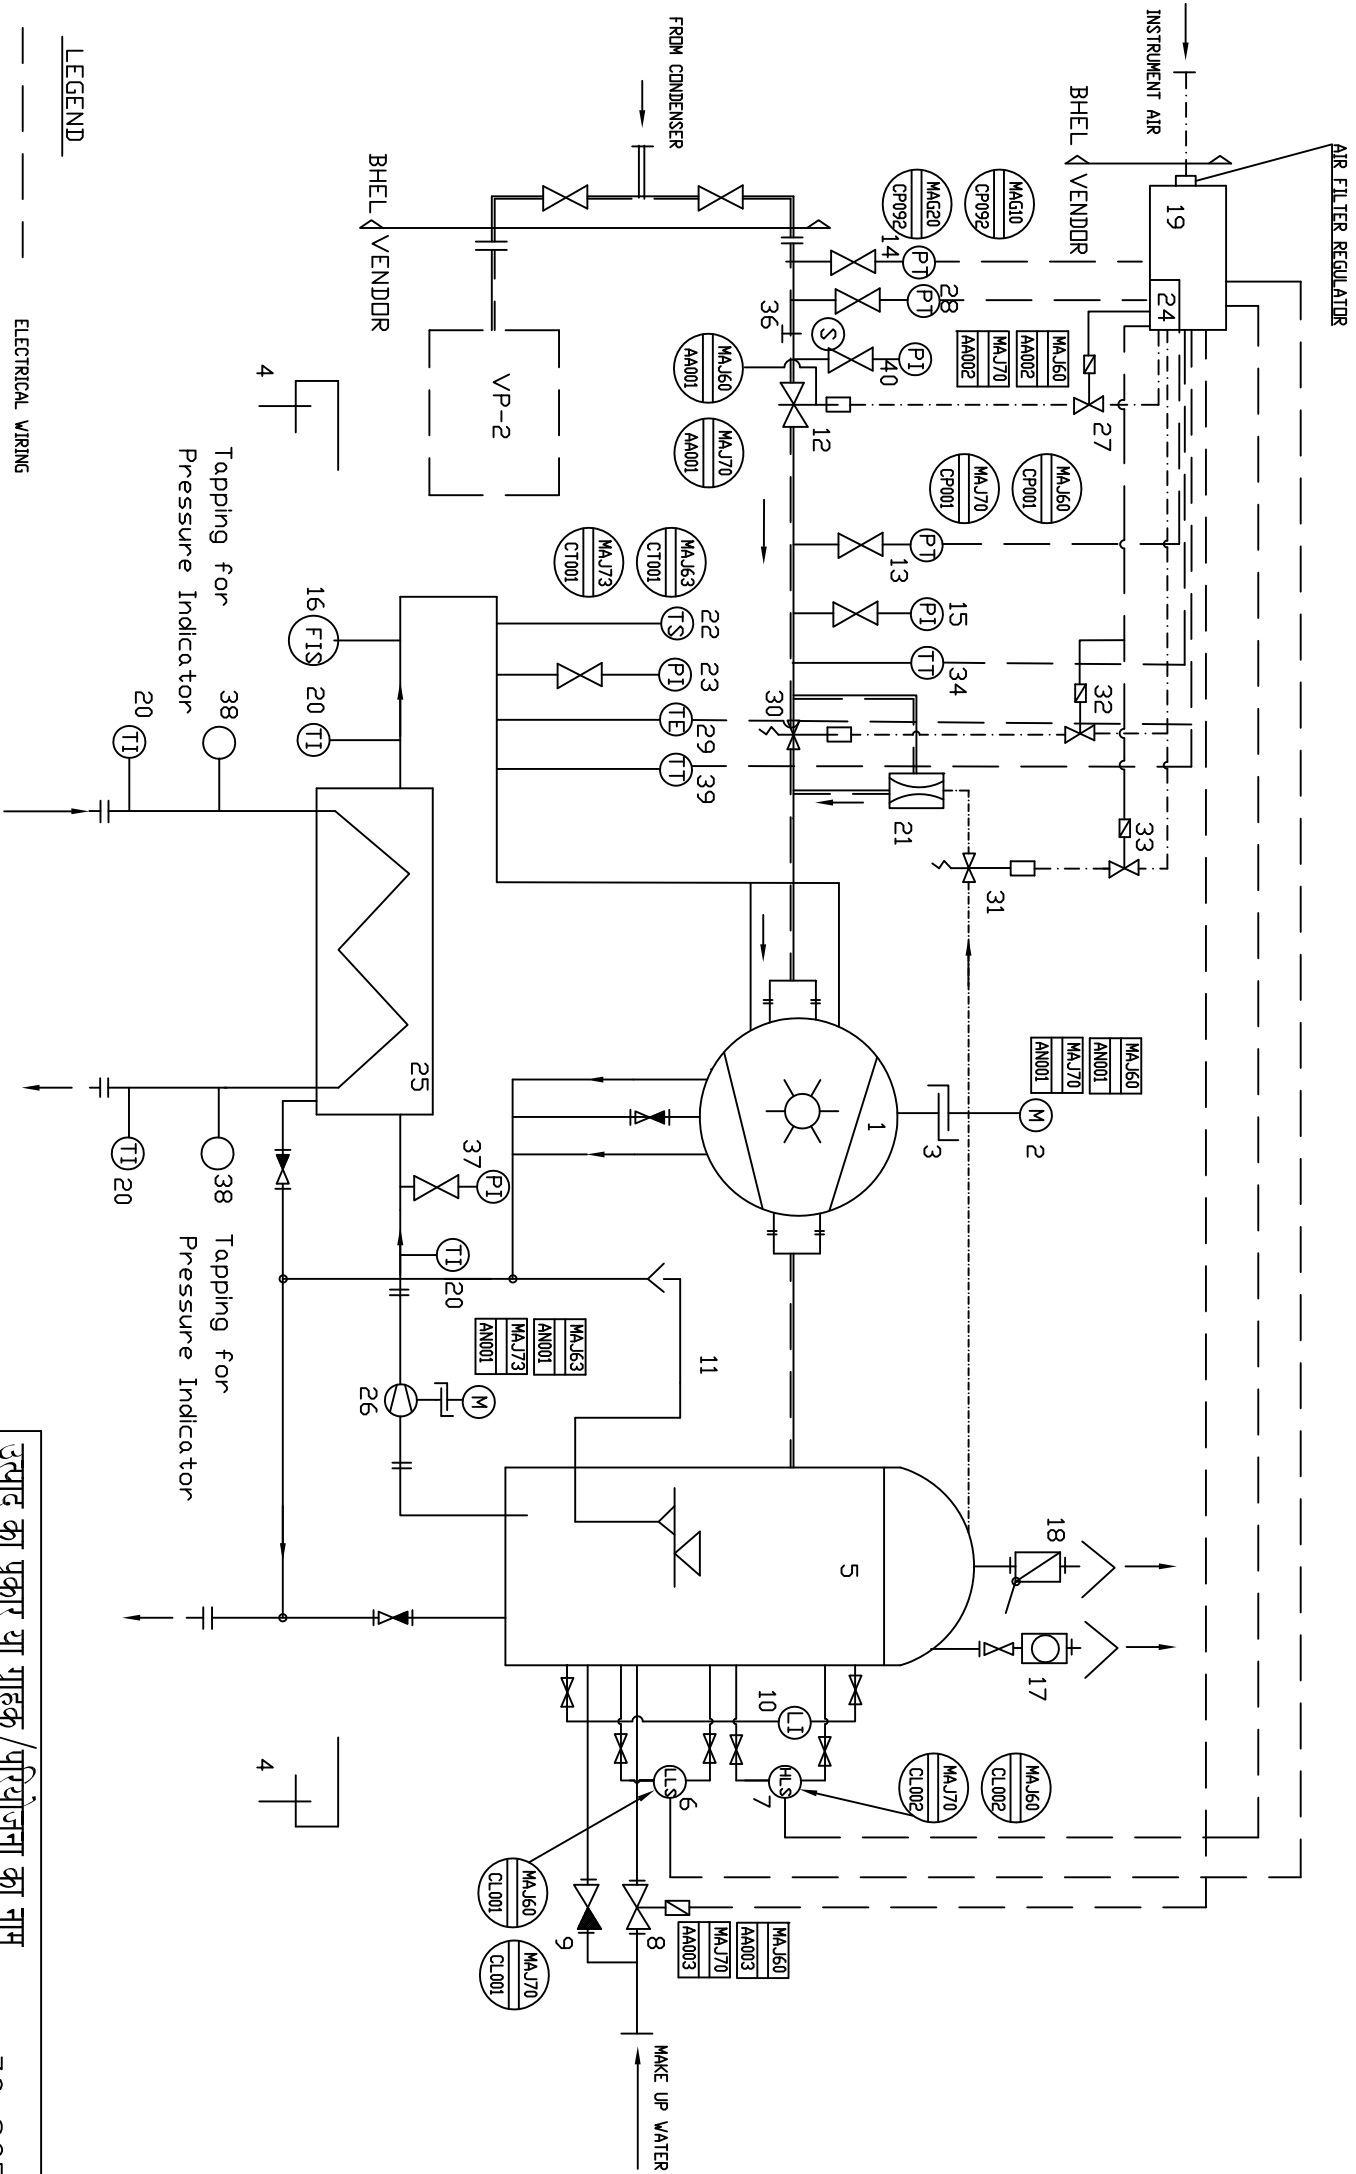 AIR FILTER REGULATOR
INSTRUMENT AIR
BHEL
VENDOR
19
24
MAG10
CP092
MAG20
CP092
14
PT
28
PT
FROM CONDENSER
BHEL
VENDOR
36
S
40
PI
MAJ60
AA002
MAJ70
AA002
27
MAJ60
AA001
MAJ70
AA001
12
VP-2
MAJ60
CP001
MAJ70
CP001
PT
13
PI
15
TT
34
MAJ63
CT001
MAJ73
CT001
TS
22
PI
23
TE
29
TT
39
30
32
33
21
31
16
FIS
20
TI
38
20
TI
Tapping for
Pressure Indicator
4
25
MAJ60
AN001
MAJ70
AN001
M
2
3
1
37
PI
TI
20
38
TI
20
Tapping for
Pressure Indicator
MAJ63
AN001
MAJ73
AN001
M
26
11
5
18
17
10
LI
LLS
6
HLS
7
MAJ60
CL002
MAJ70
CL002
MAJ60
CL001
MAJ70
CL001
4
8
9
MAJ60
AA003
MAJ70
AA003
MAKE UP WATER
LEGEND
ELECTRICAL WIRING